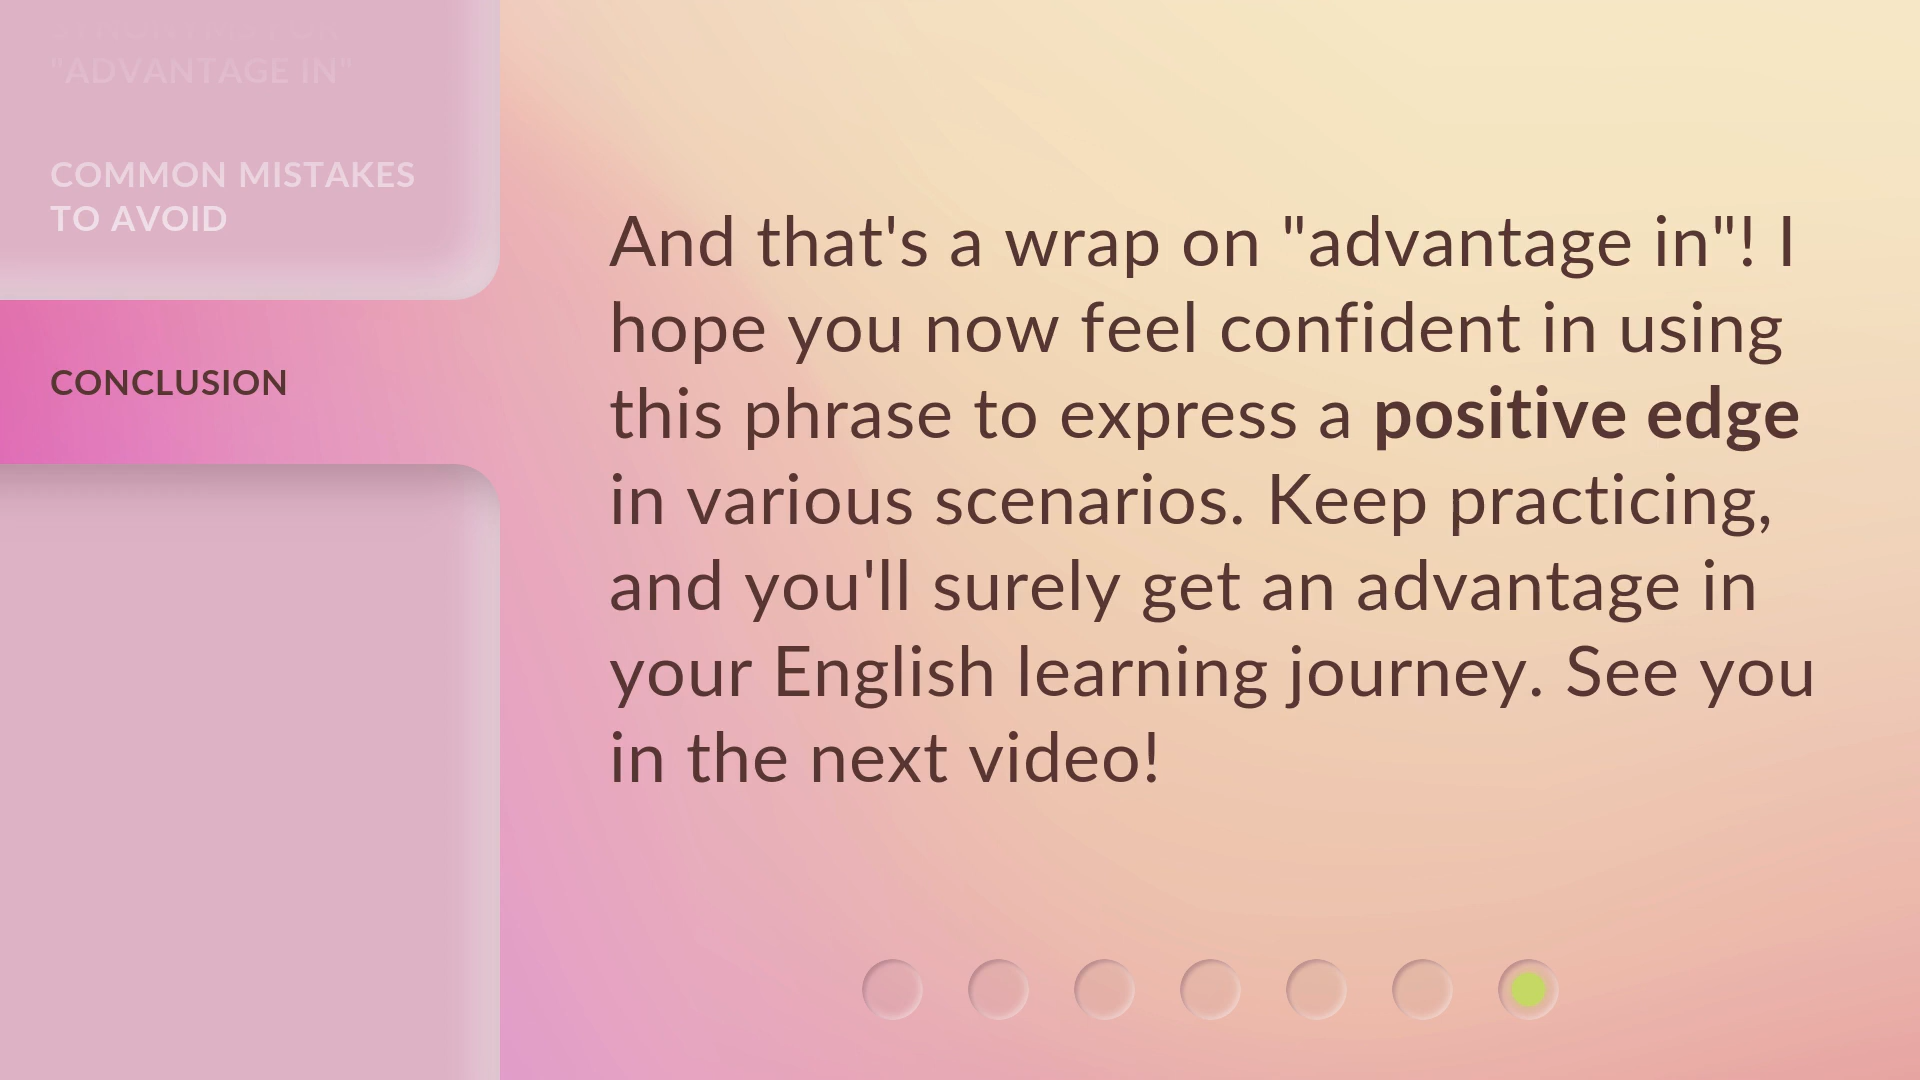 SYNONYMS FOR
"ADVANTAGE IN"
COMMON MISTAKES
TO AVOID
CONCLUSION
And that's a wrap on "advantage in"! I
hope you now feel confident in using
this phrase to express a positive edge
in various scenarios. Keep practicing,
and you'll surely get an advantage in
your English learning journey. See you
in the next video!